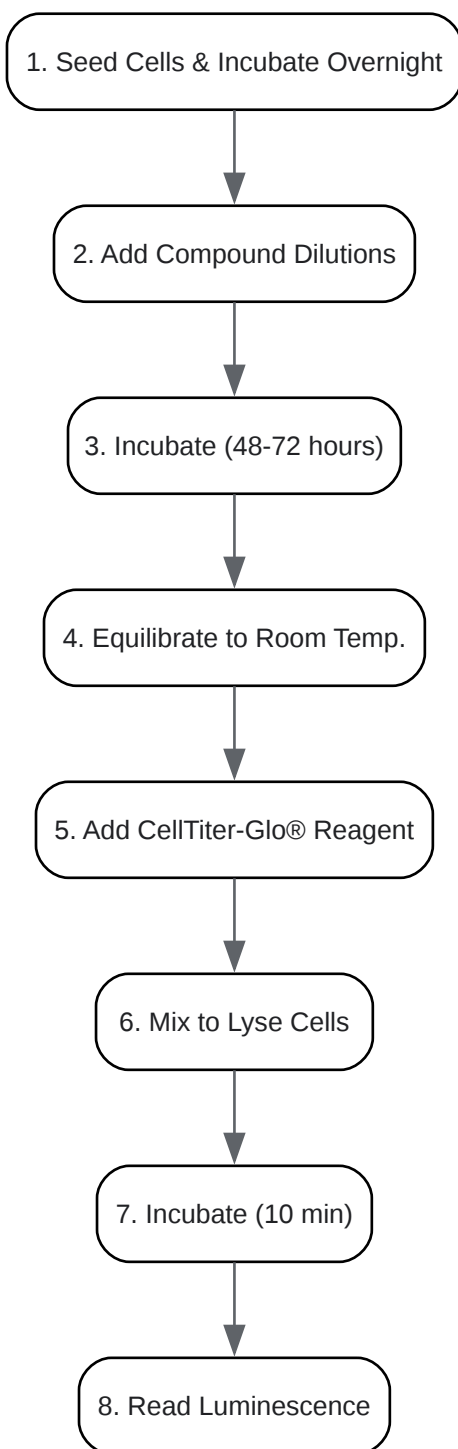 1. Seed Cells & Incubate Overnight
2. Add Compound Dilutions
3. Incubate (48-72 hours)
4. Equilibrate to Room Temp.
5. Add CellTiter-Glo® Reagent
6. Mix to Lyse Cells
7. Incubate (10 min)
8. Read Luminescence